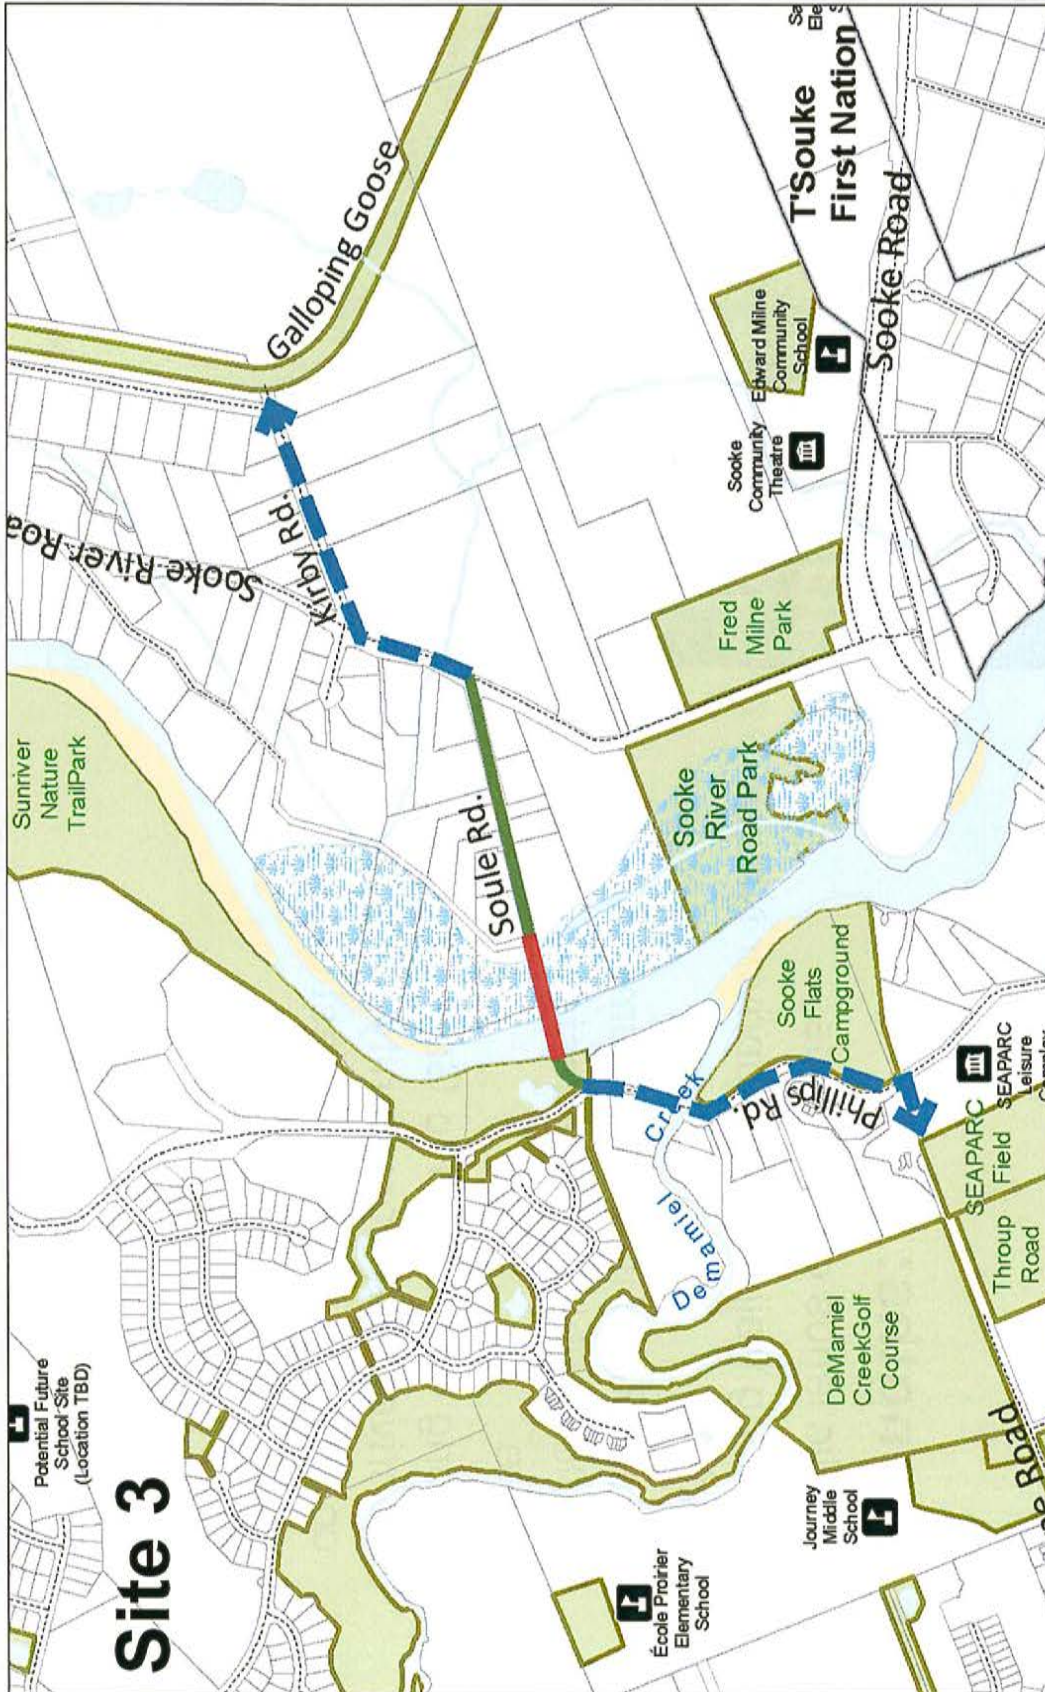 Site 3
Potential Future
School Site
(Location TBD)
Sunriver
Nature
TrailPark
Sooke River
Kirby Rd.
Galloping Goose
Soule Rd.
École Proirier
Elementary
School
Journey
Middle
School
DeMamiel
CreekGolf
Course
Demamiel Creek
Phillips Rd.
Sooke
Flats
Campground
Sooke
River
Road Park
Fred
Milne
Park
Sooke
Community
Theatre
Edward Milne
Community
School
T'Souke
First Nation
Sooke Road
Throup
Road
SEAPARC
Field
SEAPARC
Leisure
Road